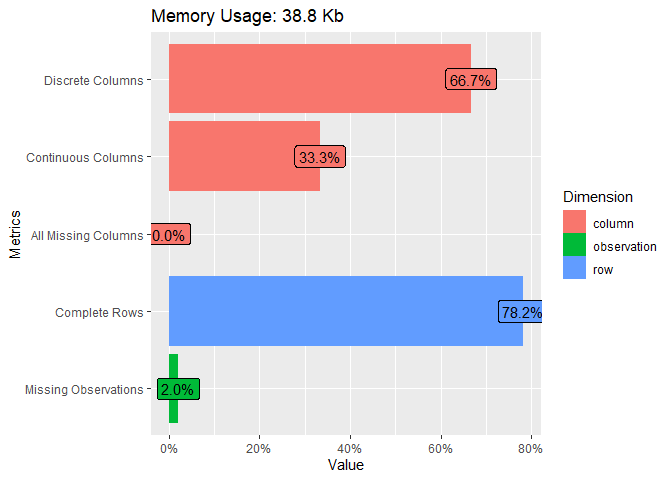 Memory Usage: 38.8 Kb
Discrete Columns
66.7%
Continuous Columns
33.3%
All Missing Columns
0.0%
Complete Rows
78.2%
Missing Observations
2.0%
Metrics
0%
20%
40%
60%
80%
Value
Dimension
column
observation
row